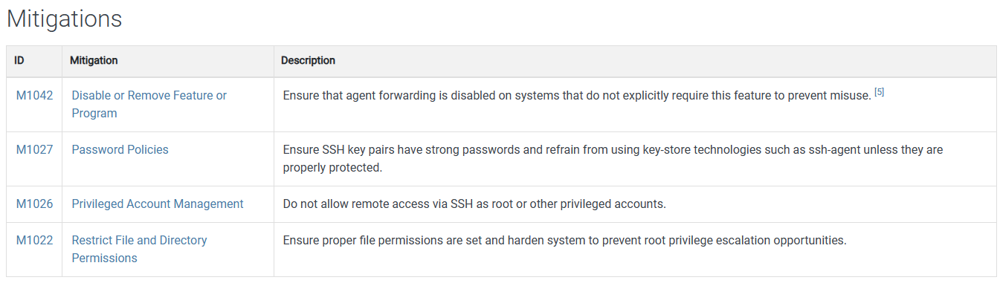 Mitigations
ID Mitigation Description
M1042 Disable or Remove Feature or Ensure that agent forwarding is disabled on systems that do not explicitly require this feature to prevent misuse. [5]
Program
M1027 Password Policies Ensure SSH key pairs have strong passwords and refrain from using key-store technologies such as ssh-agent unless they are
properly protected.
M1026 Privileged Account Management Do not allow remote access via SSH as root or other privileged accounts.
M1022 Restrict File and Directory Ensure proper file permissions are set and harden system to prevent root privilege escalation opportunities.
Permissions